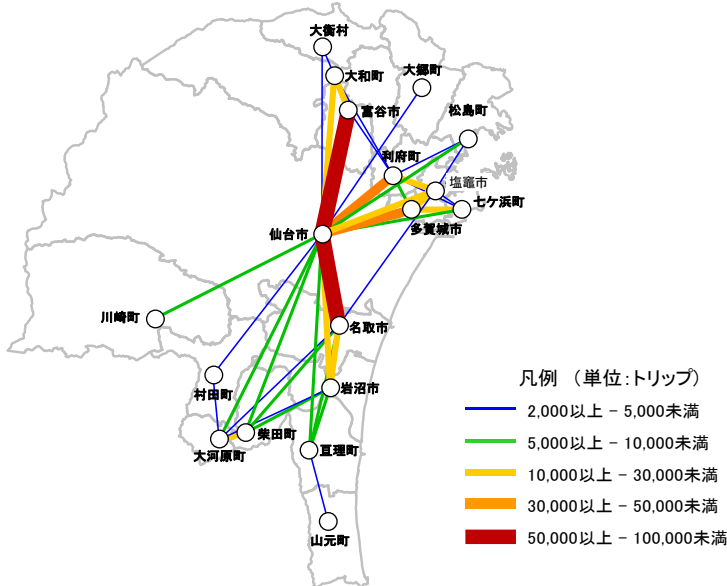 大衡村
大和町
大郷町
富谷市
松島町
利府町
塩竈市
七ケ浜町
多賀城市
仙台市
川崎町
名取市
村田町
岩沼市
柴田町
大河原町
亘理町
山元町
凡例 （単位：トリップ）
2,000以上 − 5,000未満
5,000以上 − 10,000未満
10,000以上 − 30,000未満
30,000以上 − 50,000未満
50,000以上 − 100,000未満